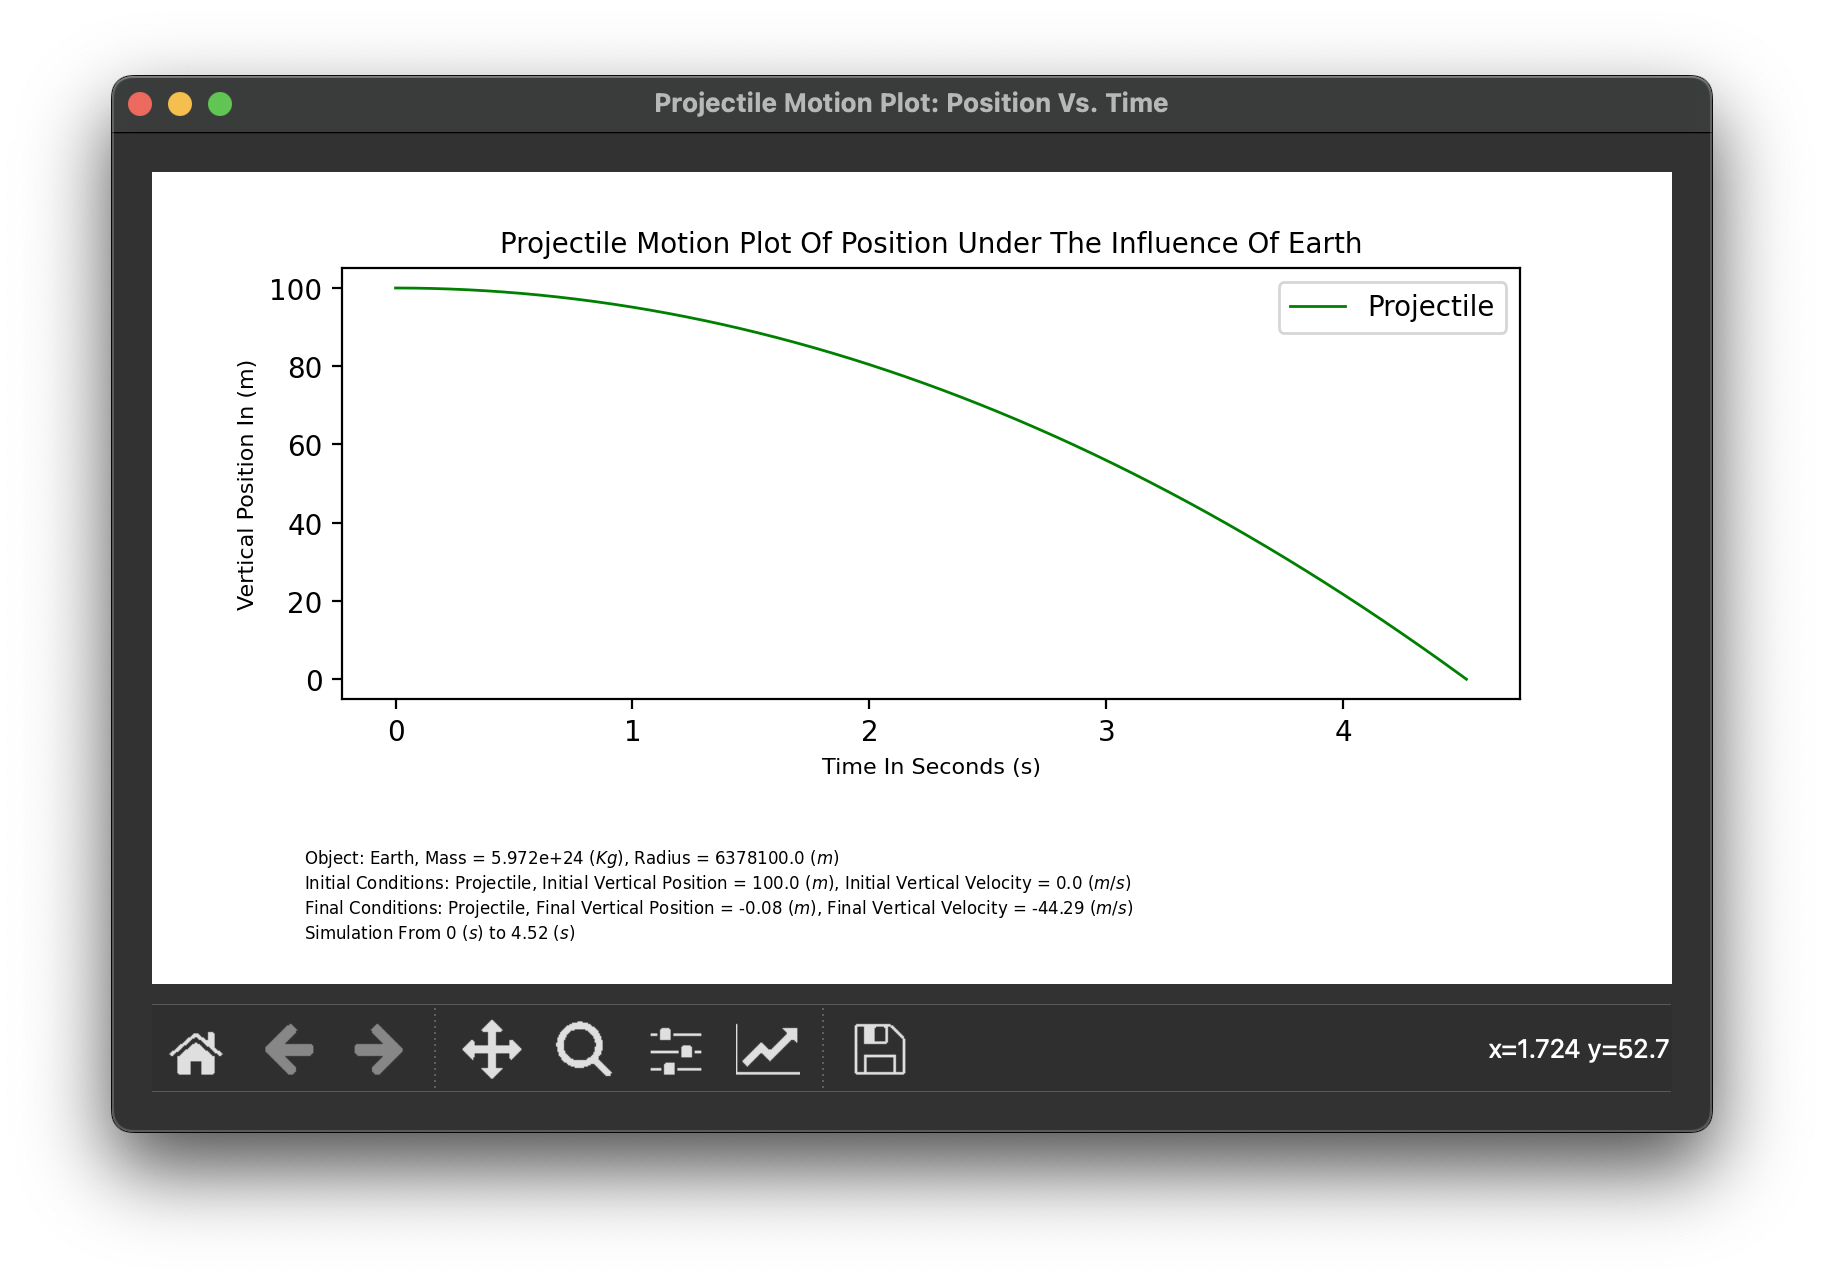 Projectile Motion Plot: Position Vs. Time
Projectile Motion Plot Of Position Under The Influence Of Earth
100
80
60
40
20
0
Vertical Position In (m)
Projectile
0 1 2 3 4
Time In Seconds (s)
Object: Earth, Mass = 5.972e+24 (Kg), Radius = 6378100.0 (m)
Initial Conditions: Projectile, Initial Vertical Position = 100.0 (m), Initial Vertical Velocity = 0.0 (m/s)
Final Conditions: Projectile, Final Vertical Position = -0.08 (m), Final Vertical Velocity = -44.29 (m/s)
Simulation From 0 (s) to 4.52 (s)
x=1.724 y=52.7